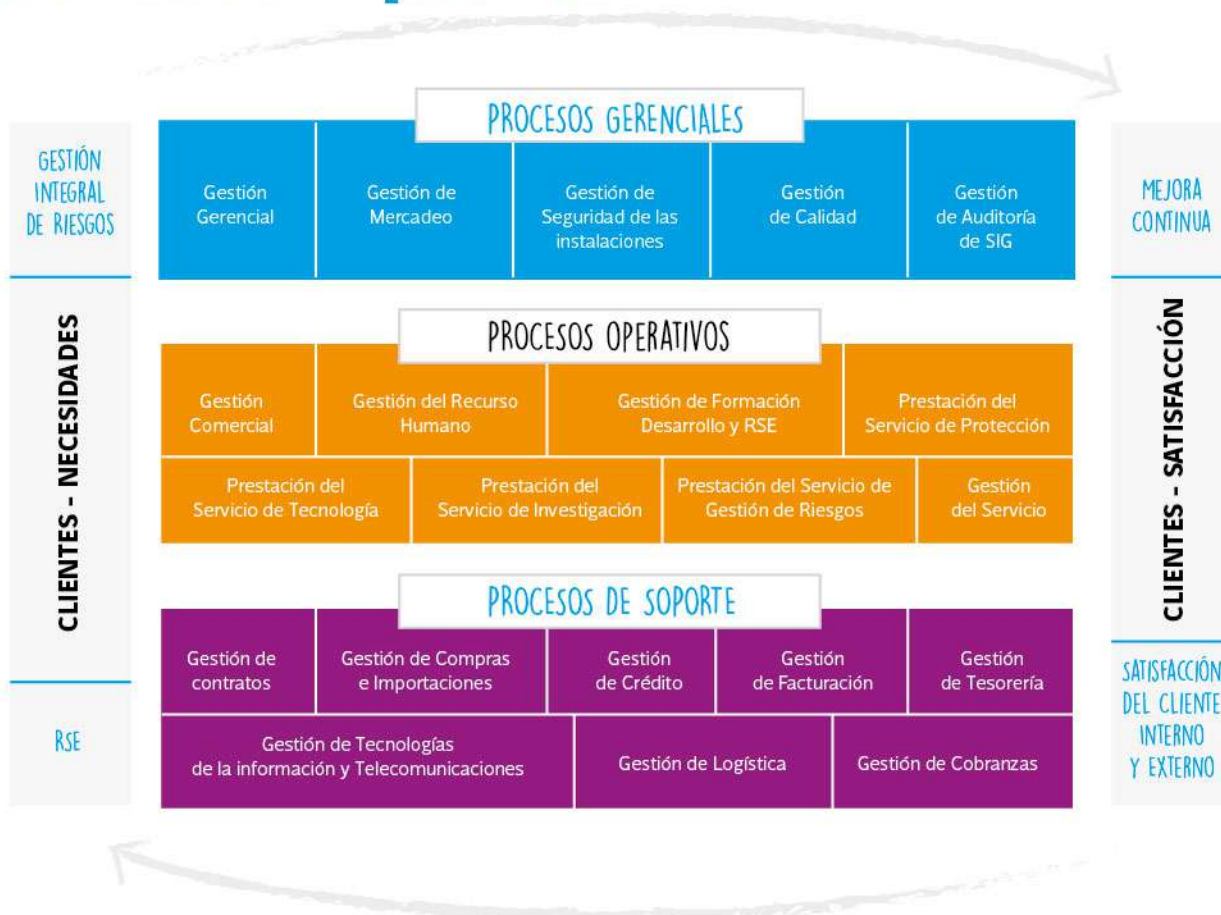 PROCESOS GERENCIALES
GESTIÓN
INTEGRAL
DE RIESGOS
Gestión
Gerencial
Gestión de
Mercadeo
Gestión de
Seguridad de las
instalaciones
Gestión
de Calidad
Gestión
de Auditoría
de SIG
MEJORA
CONTINUA
CLIENTES - NECESIDADES
PROCESOS OPERATIVOS
Gestión
Comercial
Gestión del Recurso
Humano
Gestión de Formación
Desarrollo y RSE
Prestación del
Servicio de Protección
Prestación del
Servicio de Tecnología
Prestación del
Servicio de Investigación
Prestación del Servicio de
Gestión de Riesgos
Gestión
del Servicio
CLIENTES - SATISFACCIÓN
PROCESOS DE SOPORTE
Gestión de
contratos
Gestión de Compras
e Importaciones
Gestión
de Crédito
Gestión
de Facturación
Gestión
de Tesorería
RSE
Gestión de Tecnologías
de la información y Telecomunicaciones
Gestión de Logística
Gestión de Cobranzas
SATISFACCIÓN
DEL CLIENTE
INTERNO
Y EXTERNO